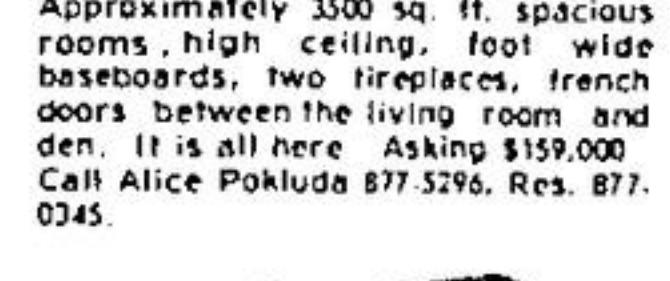 Approximately 3500 sq. ft. spacious
rooms, high ceiling, foot wide
baseboards, two fireplaces, french
doors between the living room and
den. It is all here Asking $159,000
Call Alice Pokluda 877-5296. Res. 877-
0345.